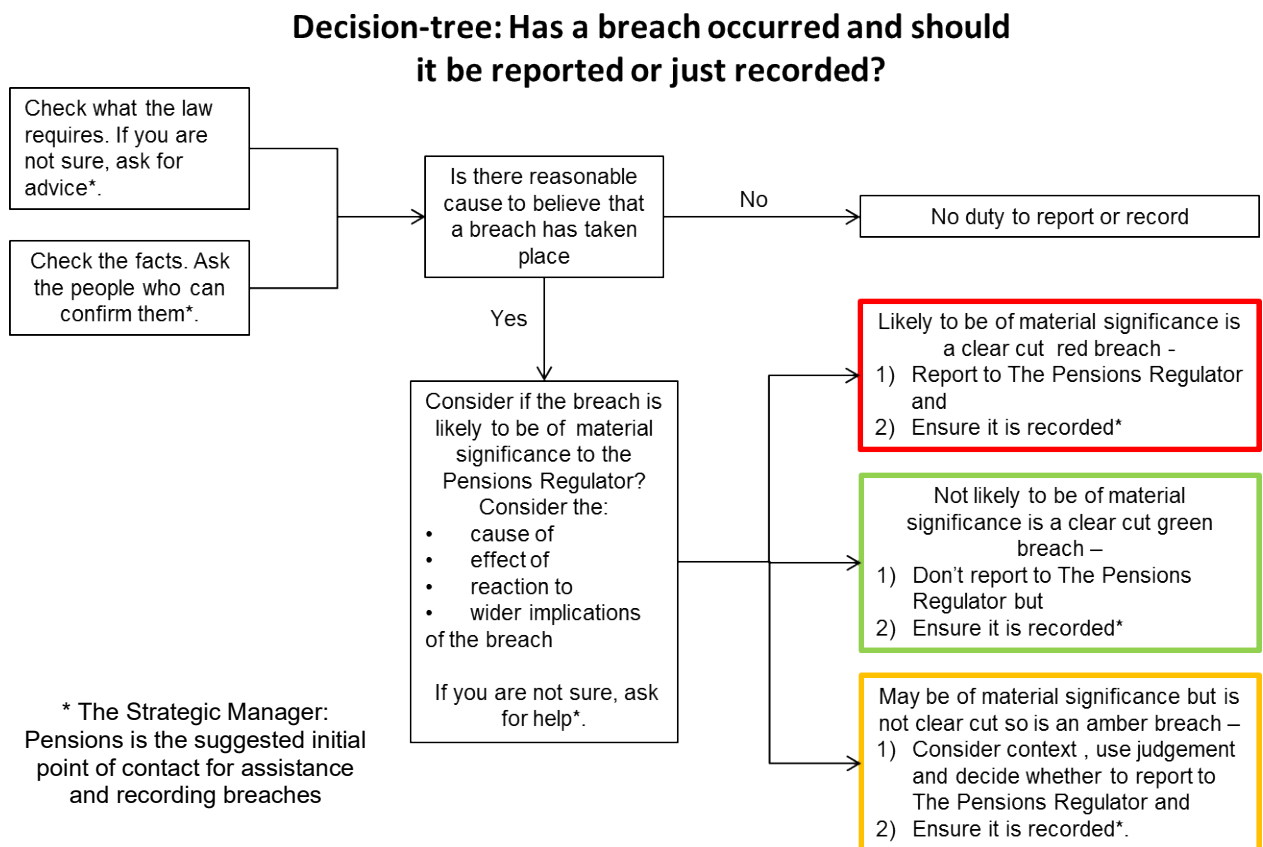 Decision-tree: Has a breach occurred and should
it be reported or just recorded?
Check what the law
requires. If you are
not sure, ask for
advice*.
Check the facts. Ask
the people who can
confirm them*.
Is there reasonable
cause to believe that
a breach has taken
place
No
No duty to report or record
Yes
Consider if the breach is
likely to be of material
significance to the
Pensions Regulator?
Consider the:
• cause of
• effect of
• reaction to
• wider implications
of the breach
If you are not sure, ask
for help*.
Likely to be of material significance is
a clear cut red breach -
1) Report to The Pensions Regulator
and
2) Ensure it is recorded*
Not likely to be of material
significance is a clear cut green
breach –
1) Don't report to The Pensions
Regulator but
2) Ensure it is recorded*
May be of material significance but is
not clear cut so is an amber breach –
1) Consider context , use judgement
and decide whether to report to
The Pensions Regulator and
2) Ensure it is recorded*.
* The Strategic Manager:
Pensions is the suggested initial
point of contact for assistance
and recording breaches